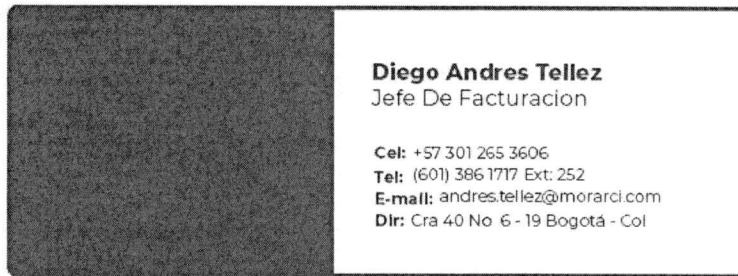 Diego Andres Tellez
Jefe De Facturacion
Cel: +57 301 265 3606
Tel: (601) 386 1717 Ext: 252
E-mail: andres.tellez@morarci.com
Dir: Cra 40 No 6 - 19 Bogotá - Col